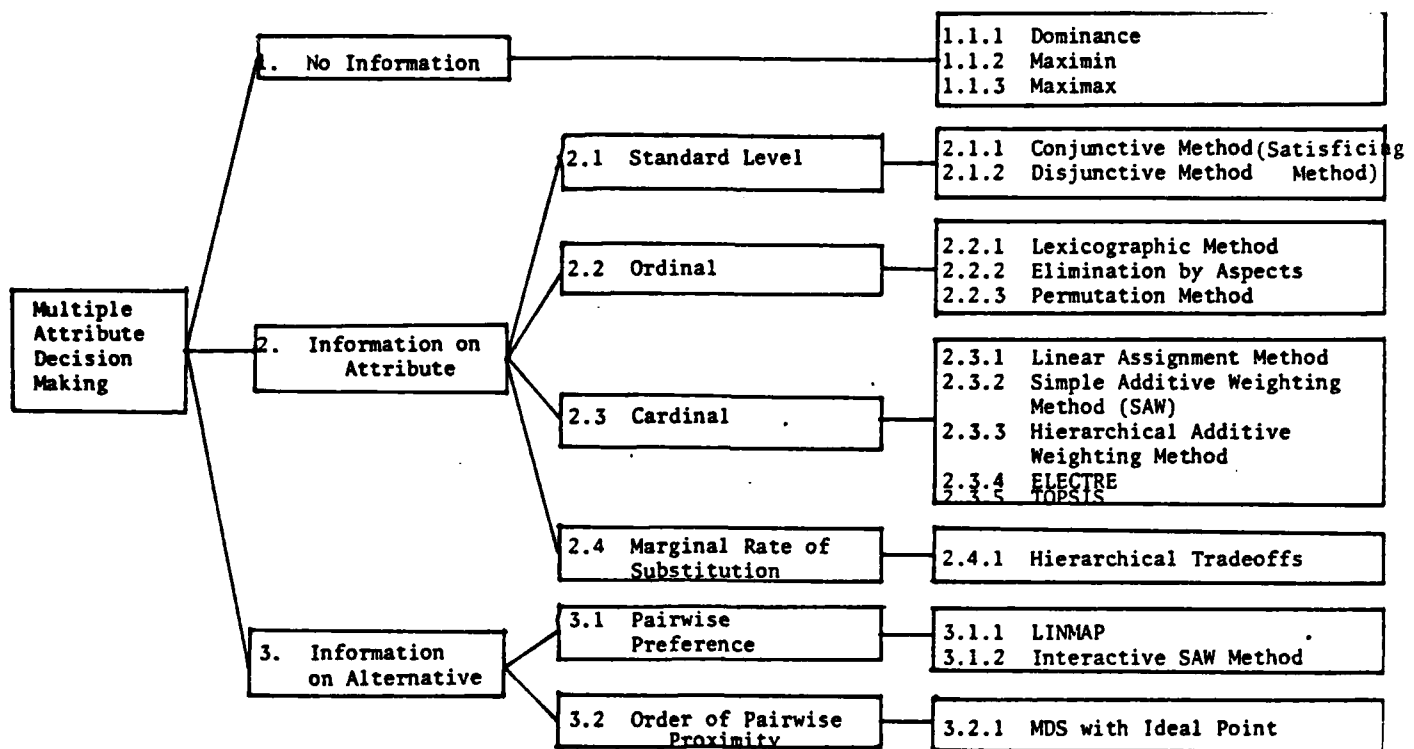 1. No Information
1.1.1 Dominance
1.1.2 Maximin
1.1.3 Maximax
2.1 Standard Level
2.1.1 Conjunctive Method (Satisficing
2.1.2 Disjunctive Method Method)
2.2 Ordinal
2.2.1 Lexicographic Method
2.2.2 Elimination by Aspects
2.2.3 Permutation Method
Multiple
Attribute
Decision
Making
2. Information on
Attribute
2.3 Cardinal
2.3.1 Linear Assignment Method
2.3.2 Simple Additive Weighting
Method (SAW)
2.3.3 Hierarchical Additive
Weighting Method
2.3.4 ELECTRE
2.3.5 TOPSIS
2.4 Marginal Rate of
Substitution
2.4.1 Hierarchical Tradeoffs
3. Information
on Alternative
3.1 Pairwise
Preference
3.1.1 LINMAP
3.1.2 Interactive SAW Method
3.2 Order of Pairwise
Proximity
3.2.1 MDS with Ideal Point